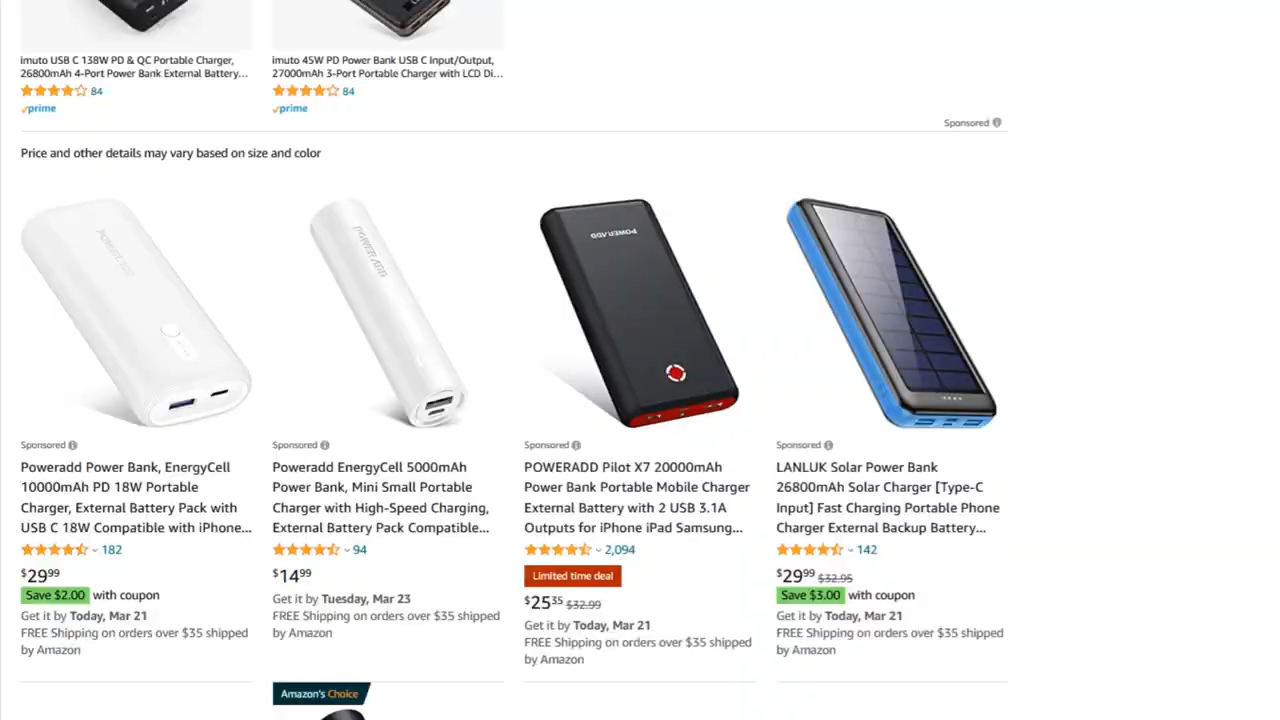 imuto USB C 138W PD & QC Portable Charger,
26800mAh 4-Port Power Bank External Battery...
84
prime
imuto 45W PD Power Bank USB C Input/Output,
27000mAh 3-Port Portable Charger with LCD Di...
84
prime
Sponsored
Price and other details may vary based on size and color
POWERADD
POWERADD
POWERADD
Sponsored
Poweradd Power Bank, EnergyCell
10000mAh PD 18W Portable
Charger, External Battery Pack with
USB C 18W Compatible with iPhone...
182
$29⁹⁹
Save $2.00 with coupon
Get it by Today, Mar 21
FREE Shipping on orders over $35 shipped
by Amazon
Sponsored
Poweradd EnergyCell 5000mAh
Power Bank, Mini Small Portable
Charger with High-Speed Charging,
External Battery Pack Compatible...
94
$14⁹⁹
Get it by Tuesday, Mar 23
FREE Shipping on orders over $35 shipped
by Amazon
Sponsored
POWERADD Pilot X7 20000mAh
Power Bank Portable Mobile Charger
External Battery with 2 USB 3.1A
Outputs for iPhone iPad Samsung...
2,094
Limited time deal
$25³⁵ $32.99
Get it by Today, Mar 21
FREE Shipping on orders over $35 shipped
by Amazon
Sponsored
LANLUK Solar Power Bank
26800mAh Solar Charger [Type-C
Input] Fast Charging Portable Phone
Charger External Backup Battery...
142
$29⁹⁹ $32.95
Save $3.00 with coupon
Get it by Today, Mar 21
FREE Shipping on orders over $35 shipped
by Amazon
Amazon's Choice